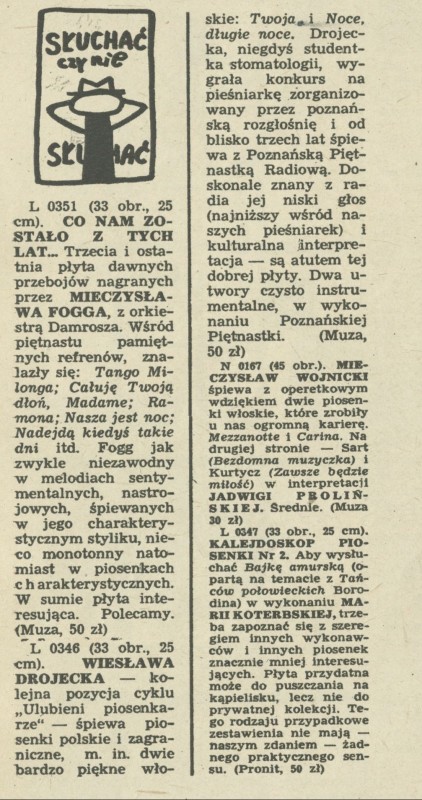 SŁUCHAĆ
czy nie
SŁUCHAĆ
L 0351 (33 obr., 25
cm). CO NAM ZO-
STAŁO Z TYCH
LAT... Trzecia i osta-
tnia płyta dawnych
przebojów nagranych
przez MIECZYSŁA-
WA FOGGA, z orkie-
strą Damrosza. Wśród
piętnastu pamięt-
nych refrenów, zna-
lazły się: Tango Mi-
longa; Całuję Twoją
dłoń, Madame; Ra-
mona; Nasza jest noc;
Nadejdą kiedyś takie
dni itd. Fogg jak
zwykle niezawodny
w melodiach senty-
mentalnych, nastro-
jowych, śpiewanych
w jego charaktery-
stycznym styliku, nie-
co monotonny nato-
miast w piosenkach
charakterystycznych.
W sumie płyta inte-
resująca. Polecamy.
(Muza, 50 zł)
L 0346 (33 obr., 25
cm). WIESŁAWA
DROJECKA — ko-
lejna pozycja cyklu
„Ulubieni piosenka-
rze" — śpiewa pio-
senki polskie i zagra-
niczne, m. in. dwie
bardzo piękne wło-
skie: Twoja i Noce,
długie noce. Drojec-
ka, niegdyś student-
ka stomatologii, wy-
grała konkurs na
pieśniarkę zorganizo-
wany przez poznań-
ską rozgłośnię i od
blisko trzech lat śpie-
wa z Poznańską Pięt-
nastką Radiową. Do-
skonale znany z ra-
dia jej niski głos
(najniższy wśród na-
szych pieśniarek) i
kulturalna interpre-
tacja — są atutem tej
dobrej płyty. Dwa u-
twory czysto instru-
mentalne, w wyko-
naniu Poznańskiej
Piętnastki. (Muza,
50 zł)
N 0167 (45 obr.). MIE-
CZYSŁAW WOJNICKI
śpiewa z operetkowym
wdziękiem dwie piosen-
ki włoskie, które zrobiły
u nas ogromną karierę.
Mezzanotte i Carina. Na
drugiej stronie — Sart
(Bezdomna muzyczka) i
Kurtycz (Zawsze będzie
miłość) w interpretacji
JADWIGI PROLIŃ-
SKIEJ. Średnie. (Muza
30 zł)
L 0347 (33 obr., 25 cm).
KALEJDOSKOP PIO-
SENKI Nr 2. Aby wysłu-
chać Bajkę amurską (o-
partą na temacie z Tań-
ców połowieckich Boro-
dina) w wykonaniu MA-
RII KOTERBSKIEJ, trze-
ba zapoznać się z szere-
giem innych wykonaw-
ców i innych piosenek
znacznie mniej interesu-
jących. Płyta przydatna
może do puszczania na
kąpielisku, lecz nie do
prywatnej kolekcji. Te-
go rodzaju przypadkowe
zestawienia nie mają —
naszym zdaniem — żad-
nego praktycznego sen-
su. (Pronit, 50 zł)